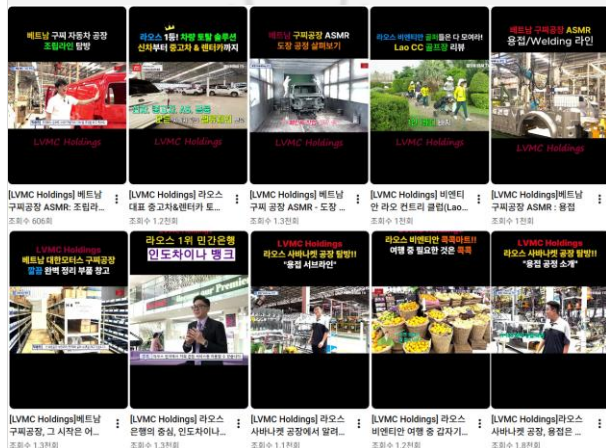 베트남 구찌 자동차 공장
조립라인 탐방
LVMC Holdings
라오스 1등! 차량 토탈 솔루션
신차부터 중고차 & 렌터카까지
LVMC Holdings
베트남 구찌공장 ASMR
도장 공정 살펴보기
LVMC Holdings
라오스 비엔티안 골퍼들은 다 모여라!
Lao CC 골프장 리뷰
LVMC Holdings
베트남 구찌공장 ASMR
용접/Welding 라인
LVMC Holdings
[LVMC Holdings] 베트남
구찌공장 ASMR: 조립라...
조회수 606회
[LVMC Holdings] 라오스
대표 중고차&렌터카 토...
조회수 1.2천회
[LVMC Holdings] 베트남
구찌 공장 ASMR - 도장 ...
조회수 1.3천회
[LVMC Holdings] 비엔티
안 라오 컨트리 클럽(Lao...
조회수 1천회
[LVMC Holdings]베트남
구찌공장 ASMR : 용접
조회수 1천회
LVMC Holdings
베트남 대한모터스 구찌공장
깔끔 완벽 정리 부품 창고
라오스 1위 민간은행
인도차이나 뱅크
LVMC Holdings
라오스 사바나켓 공장 탐방!!
"용접 서브라인"
라오스 비엔티안 콕콕마트!!
여행 중 필요한 것은 콕콕
LVMC Holdings
라오스 사바나켓 공장 탐방!!
"용접 공정 소개"
[LVMC Holdings]베트남
구찌공장, 그 시작은 어...
조회수 1.3천회
[LVMC Holdings] 라오스
은행의 중심, 인도차이나...
조회수 1.3천회
[LVMC Holdings]라오스
사바나켓 공장에서 알려...
조회수 1.1천회
[LVMC Holdings] 라오스
비엔티안 여행 중 갑자기...
조회수 1.2천회
[LVMC Holdings]라오스
사바나켓 공장, 용접은 ...
조회수 1.8천회